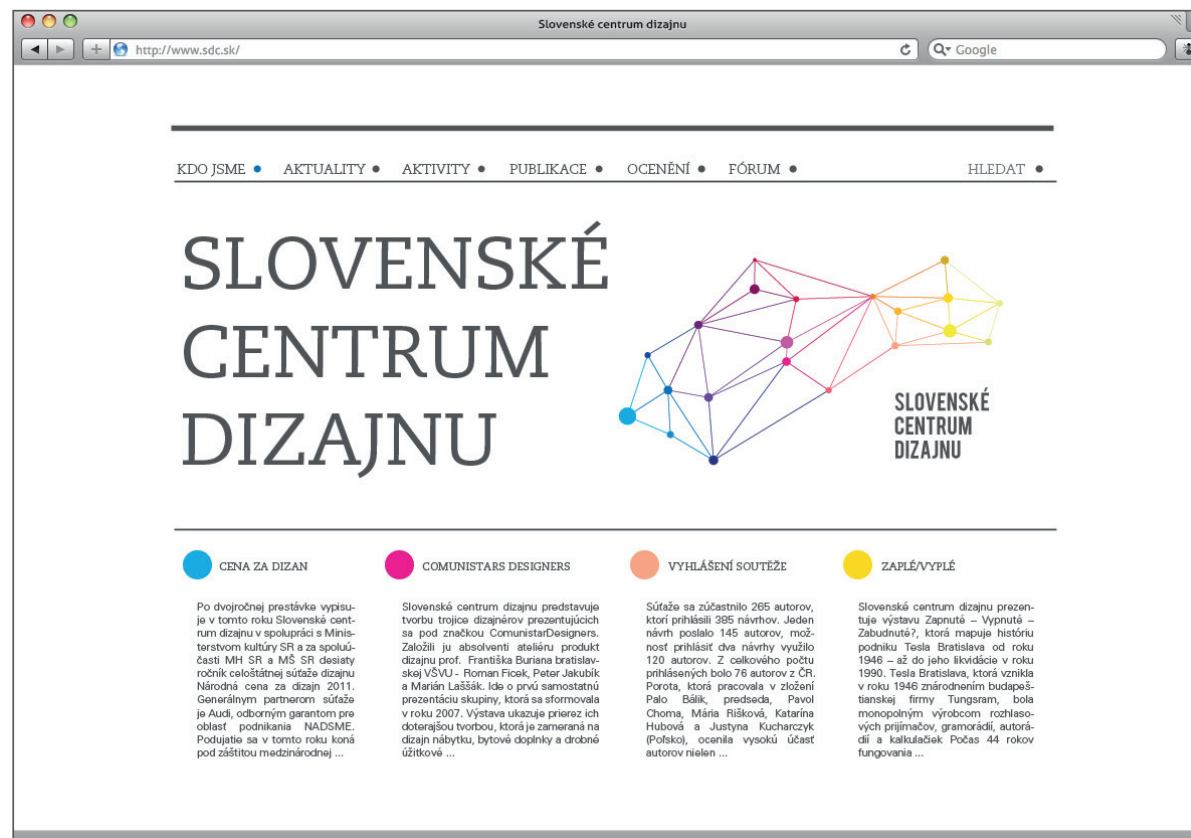 Slovenské centrum dizajnu
http://www.sdc.sk/
Google
KDO JSME
AKTUALITY
AKTIVITY
PUBLIKACE
OCENĚNÍ
FÓRUM
HLEDAT
SLOVENSKÉ
CENTRUM
DIZAJNU
SLOVENSKÉ
CENTRUM
DIZAJNU
CENA ZA DIZAN
Po dvojročnej prestávke vypisu-
je v tomto roku Slovenské cent-
rum dizajnu v spolupráci s Minis-
terstvom kultúry SR a za spoluú-
časti MH SR a MŠ SR desiaty
ročník celoštátnej súťaže dizajnu
Národná cena za dizajn 2011.
Generálnym partnerom súťaže
je Audi, odborným garantom pre
oblasť podnikania NADSME.
Podujatie sa v tomto roku koná
pod záštitou medzinárodnej ...
COMUNISTARS DESIGNERS
Slovenské centrum dizajnu predstavuje
tvorbu trojice dizajnérov prezentujúcich
sa pod značkou ComunistarDesigners.
Založili ju absolventi ateliéru produkt
dizajnu prof. Františka Buriana bratislav-
skej VŠVU - Roman Ficek, Peter Jakubík
a Marián Laššák. Ide o prvú samostatnú
prezentáciu skupiny, ktorá sa sformovala
v roku 2007. Výstava ukazuje prierez ich
doterajšou tvorbou, ktorá je zameraná na
dizajn nábytku, bytové doplnky a drobné
úžitkové ...
VYHLÁŠENÍ SOUTĚŽE
Súťaže sa zúčastnilo 265 autorov,
ktorí prihlásili 385 návrhov. Jeden
návrh poslalo 145 autorov, mož-
nosť prihlásiť dva návrhy využilo
120 autorov. Z celkového počtu
prihlásených bolo 76 autorov z ČR.
Porota, ktorá pracovala v zložení
Palo Bálik, predseda, Pavol
Choma, Mária Rišková, Katarína
Hubová a Justyna Kucharczyk
(Poľsko), ocenila vysokú účasť
autorov nielen ...
ZAPLÉ/VYPLÉ
Slovenské centrum dizajnu prezen-
tuje výstavu Zapnuté – Vypnuté –
Zabudnuté?, ktorá mapuje históriu
podniku Tesla Bratislava od roku
1946 – až do jeho likvidácie v roku
1990. Tesla Bratislava, ktorá vznikla
v roku 1946 znárodnením budapeš-
tianskej firmy Tungsram, bola
monopolným výrobcom rozhlaso-
vých prijímačov, gramorádií, autorá-
dií a kalkulačiek Počas 44 rokov
fungovania ...